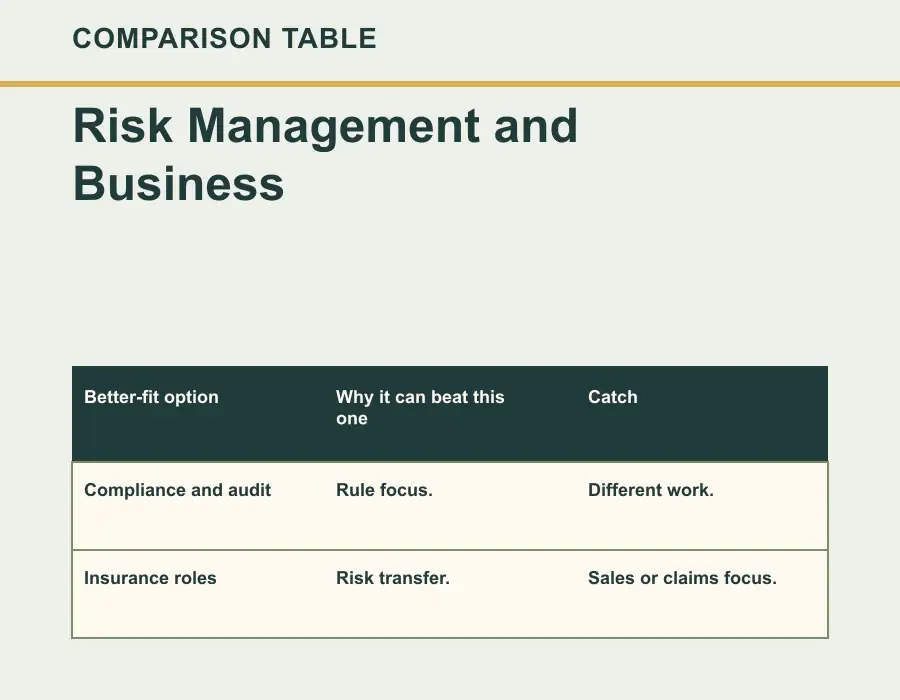 COMPARISON TABLE
Risk Management and
Business
Better-fit option
Why it can beat this
one
Catch
Compliance and audit
Rule focus.
Different work.
Insurance roles
Risk transfer.
Sales or claims focus.